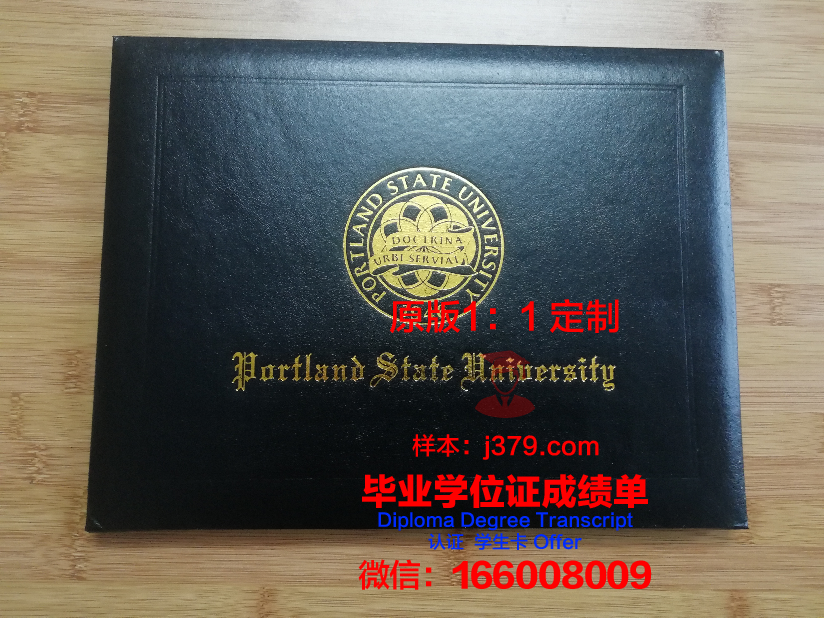 PORTLAND STATE UNIVERSITY
DOCTRINA
URBI SERVIAT
原版1：1 定制
Portland State University
样本：j379.com
毕业学位证成绩单
Diploma Degree Transcript
认证 学生卡 Offer
微信：166008009